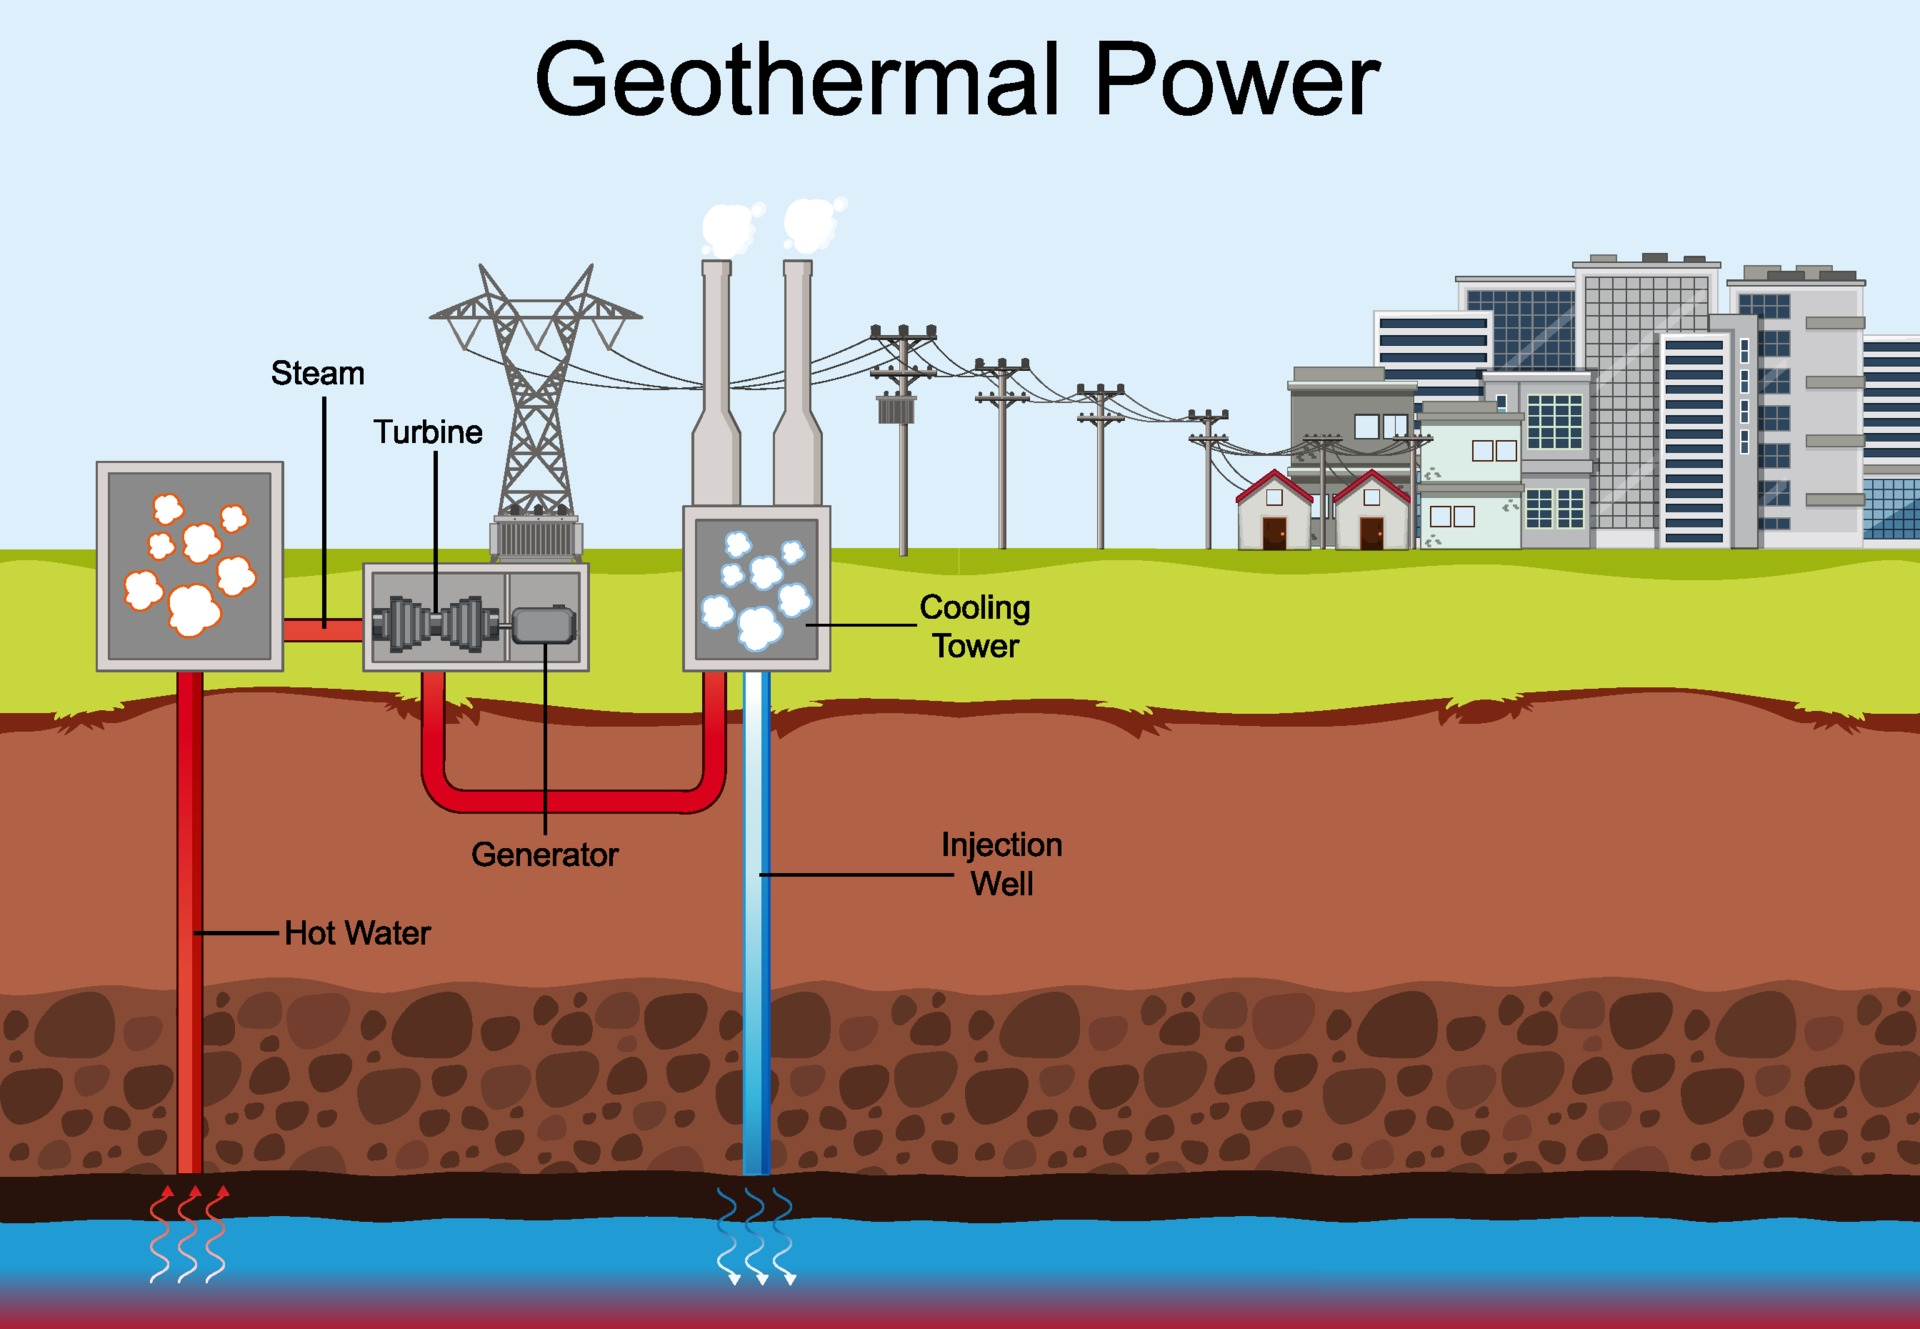 Geothermal Power
Steam
Turbine
Cooling
Tower
Generator
Injection
Well
Hot Water